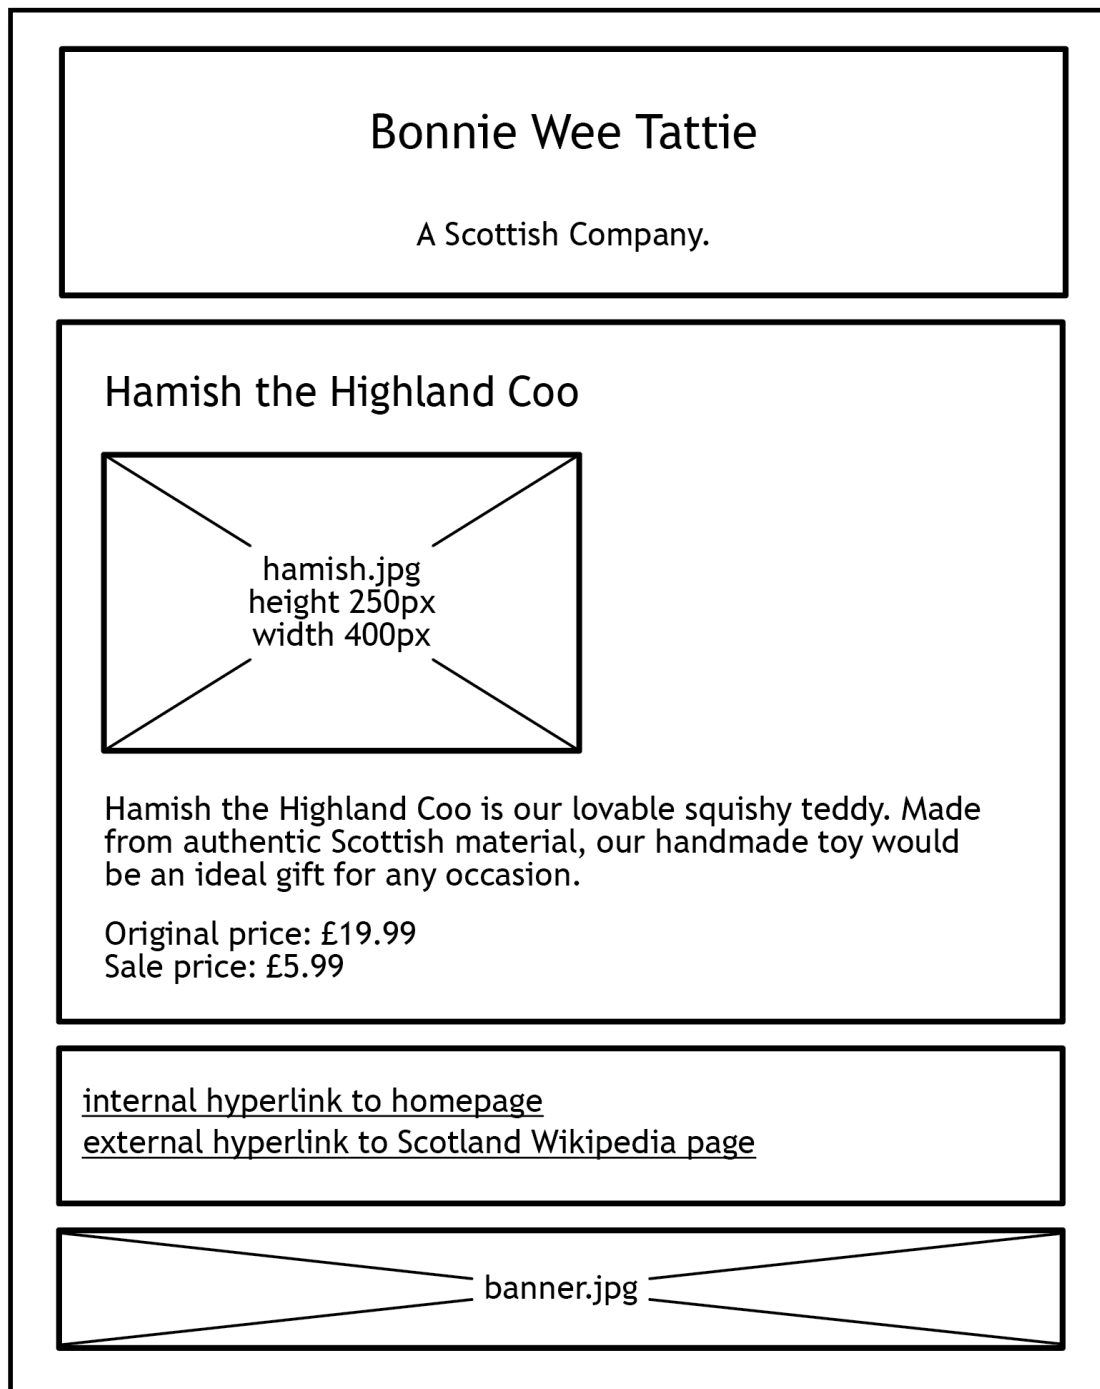 Bonnie Wee Tattie
A Scottish Company.
Hamish the Highland Coo
hamish.jpg
height 250px
width 400px
Hamish the Highland Coo is our lovable squishy teddy. Made
from authentic Scottish material, our handmade toy would
be an ideal gift for any occasion.
Original price: £19.99
Sale price: £5.99
internal hyperlink to homepage
external hyperlink to Scotland Wikipedia page
banner.jpg